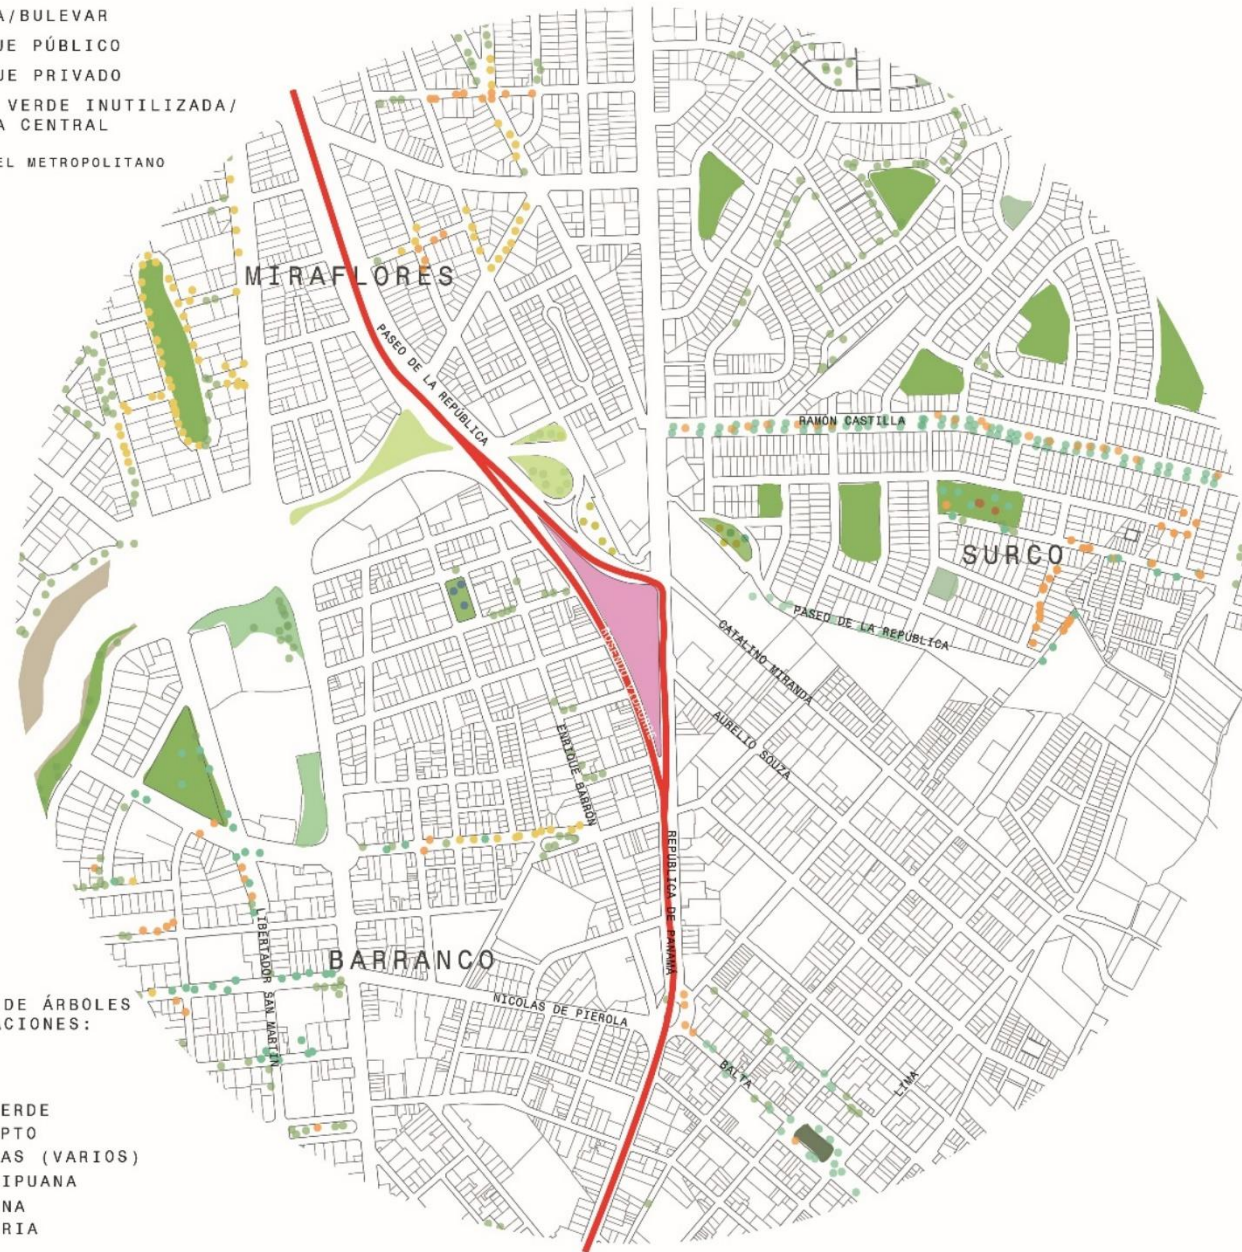 A/BULEVAR
UE PÚBLICO
UE PRIVADO
VERDE INUTILIZADA/
A CENTRAL
EL METROPOLITANO
MIRAFLORES
PASEO DE LA REPÚBLICA
RAMÓN CASTILLA
SURCO
PASEO DE LA REPÚBLICA
CATALINO MIRANDA
ROSENDO VIDAURRE
AURELIO SOUZA
ENRIQUE BARRÓN
REPÚBLICA DE PANAMÁ
LIBERTADOR SAN MARTÍN
BARRANCO
NICOLAS DE PIEROLA
DE ÁRBOLES
ACIONES:
BALTA
LIMA
ERDE
PTO
AS (VARIOS)
IPUANA
NA
RIA